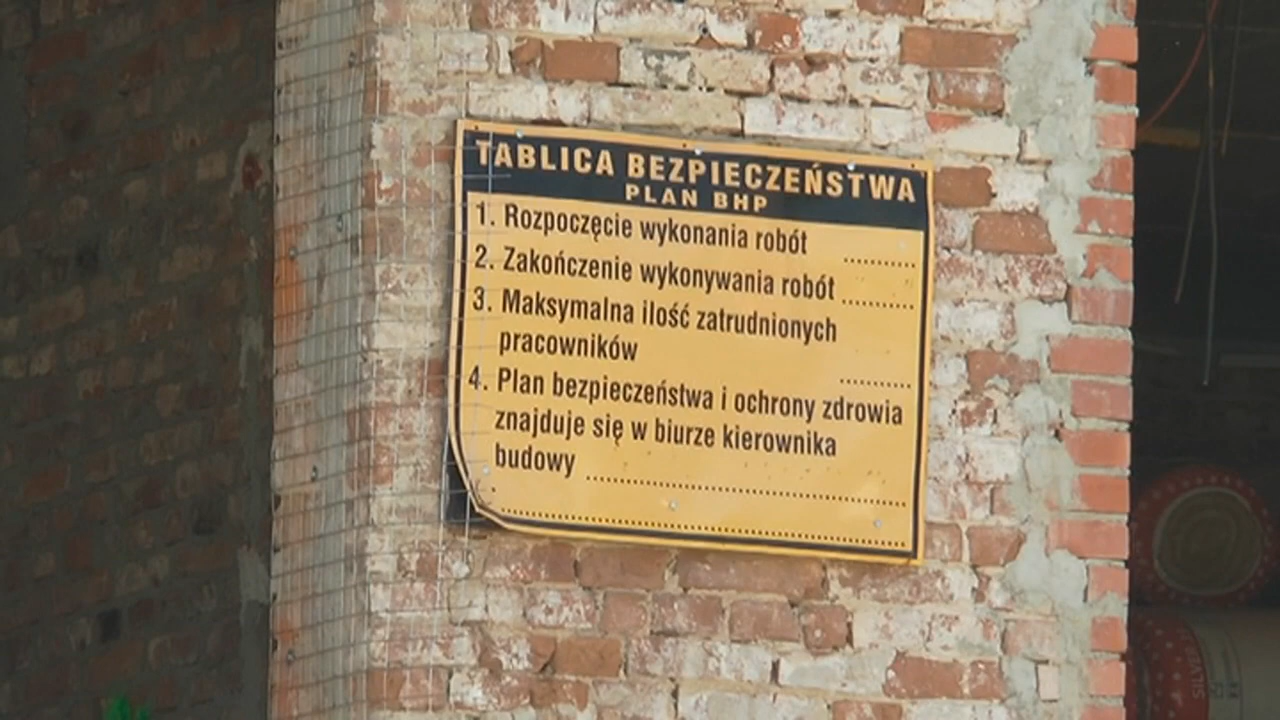 TABLICA BEZPIECZEŃSTWA
PLAN BHP
1. Rozpoczęcie wykonania robót ..........
2. Zakończenie wykonywania robót ..........
3. Maksymalna ilość zatrudnionych
pracowników ..........
4. Plan bezpieczeństwa i ochrony zdrowia
znajduje się w biurze kierownika
budowy ........................................
............................................................
SILVER